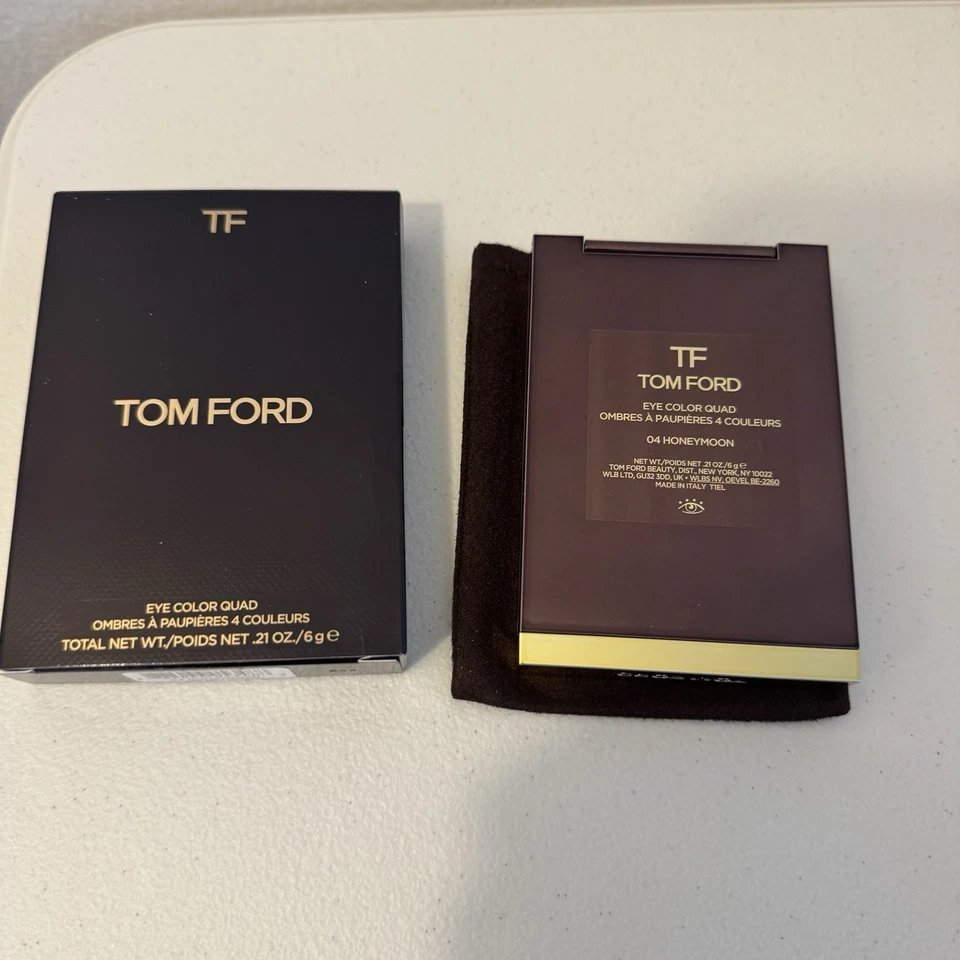 TF
TOM FORD
EYE COLOR QUAD
OMBRES À PAUPIÈRES 4 COULEURS
TOTAL NET WT./POIDS NET .21 OZ./6 g ℮
TF
TOM FORD
EYE COLOR QUAD
OMBRES À PAUPIÈRES 4 COULEURS
04 HONEYMOON
NET WT./POIDS NET .21 OZ./6 g ℮
TOM FORD BEAUTY, DIST., NEW YORK, NY 10022
WLB LTD, GU32 3DD, UK • WLBS NV, OEVEL BE-2260
MADE IN ITALY T1EL